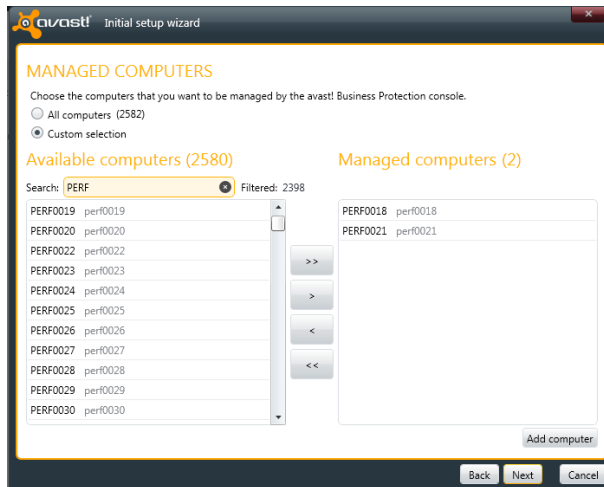 avast! Initial setup wizard
MANAGED COMPUTERS
Choose the computers that you want to be managed by the avast! Business Protection console.
All computers (2582)
Custom selection
Available computers (2580)
Search: PERF Filtered: 2398
PERF0019 perf0019
PERF0020 perf0020
PERF0022 perf0022
PERF0023 perf0023
PERF0024 perf0024
PERF0025 perf0025
PERF0026 perf0026
PERF0027 perf0027
PERF0028 perf0028
PERF0029 perf0029
PERF0030 perf0030
>>
>
<
<<
Managed computers (2)
PERF0018 perf0018
PERF0021 perf0021
Add computer
Back Next Cancel